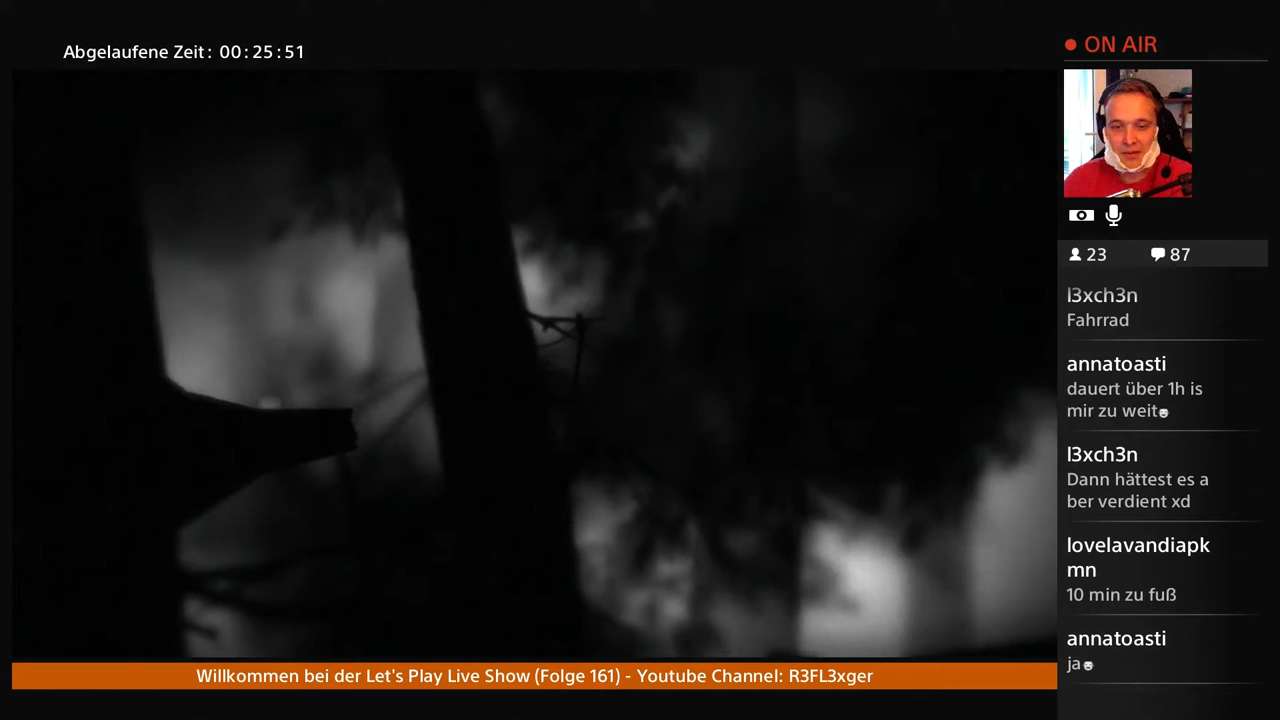 Abgelaufene Zeit: 00:25:51
ON AIR
23 87
l3xch3n
Fahrrad
annatoasti
dauert über 1h is
mir zu weit
l3xch3n
Dann hättest es a
ber verdient xd
lovelavandiapk
mn
10 min zu fuß
annatoasti
ja
Willkommen bei der Let's Play Live Show (Folge 161) - Youtube Channel: R3FL3xger